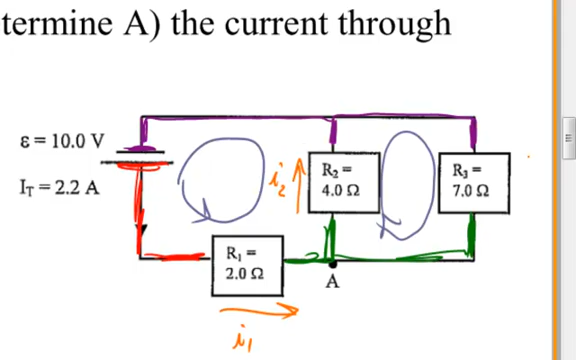 termine A) the current through
ε = 10.0 V
I_T = 2.2 A
R₂ =
4.0 Ω
R₃ =
7.0 Ω
i₂
R₁ =
2.0 Ω
A
i₁